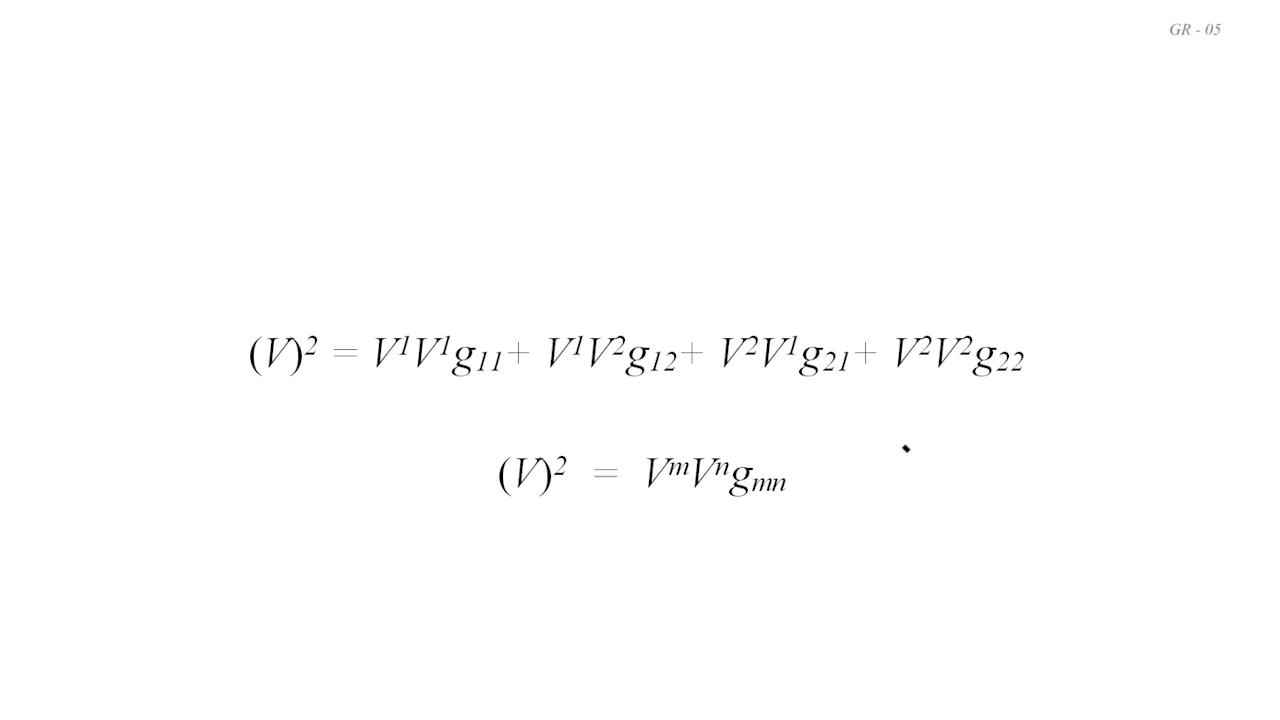 GR - 05
(V)² = V¹V¹g₁₁ + V¹V²g₁₂ + V²V¹g₂₁ + V²V²g₂₂
(V)² = VᵐVⁿgₘₙ